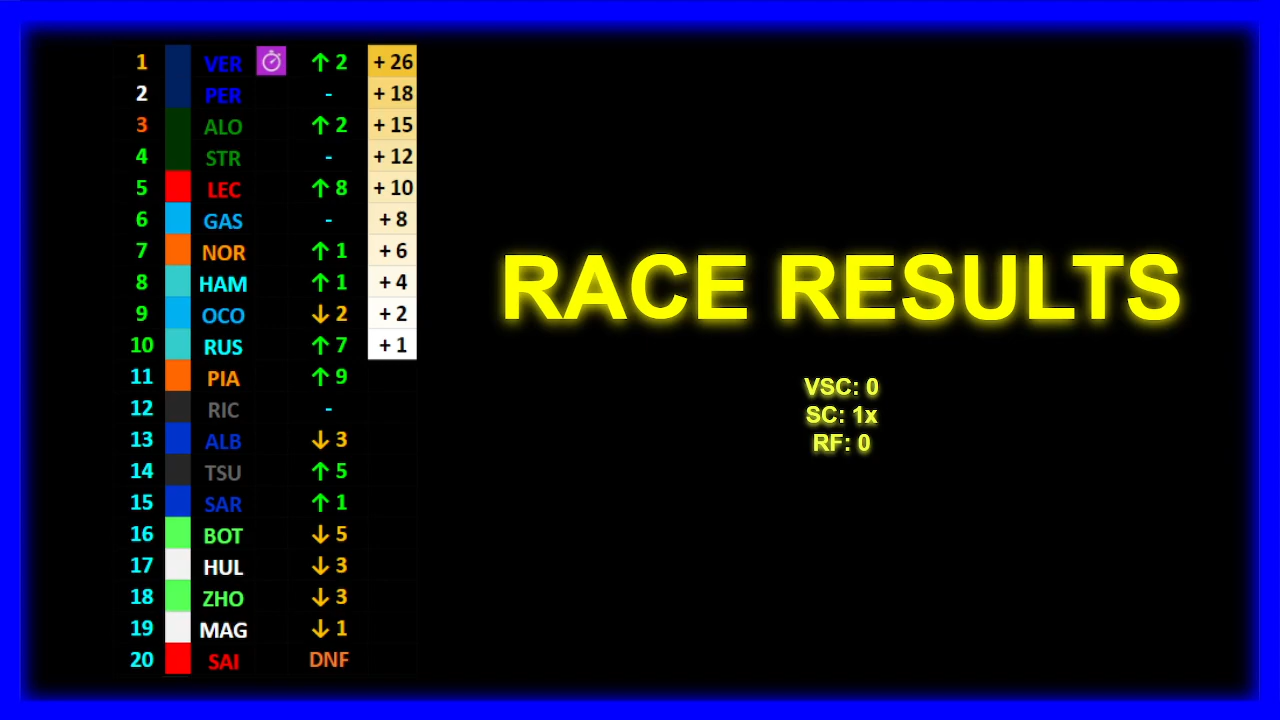 1 VER ↑ 2 + 26
2 PER - + 18
3 ALO ↑ 2 + 15
4 STR - + 12
5 LEC ↑ 8 + 10
6 GAS - + 8
7 NOR ↑ 1 + 6
8 HAM ↑ 1 + 4
9 OCO ↓ 2 + 2
10 RUS ↑ 7 + 1
11 PIA ↑ 9
12 RIC -
13 ALB ↓ 3
14 TSU ↑ 5
15 SAR ↑ 1
16 BOT ↓ 5
17 HUL ↓ 3
18 ZHO ↓ 3
19 MAG ↓ 1
20 SAI DNF
RACE RESULTS
VSC: 0
SC: 1x
RF: 0